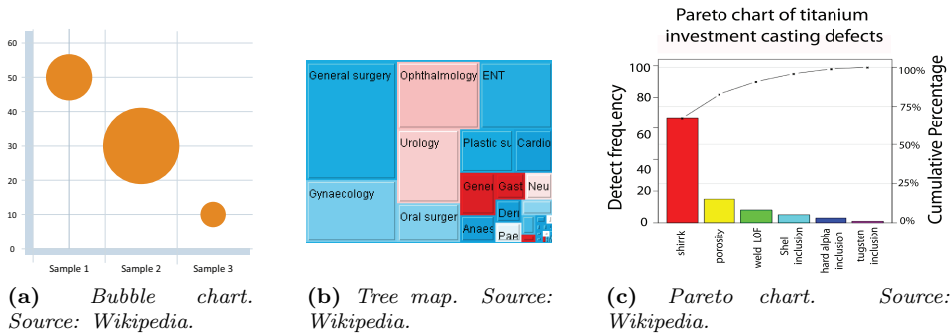 60
50
40
30
20
10
0
Sample 1
Sample 2
Sample 3
(a) Bubble chart.
Source: Wikipedia.
General surgery
Ophthalmology
ENT
Urology
Plastic su
Cardio
Gynaecology
Gener
Gast
Neu
Oral surger
Den
Anaes
Pae
(b) Tree map. Source:
Wikipedia.
Pareto chart of titanium
investment casting defects
Detect frequency
100
80
60
40
20
0
100%
75%
50%
25%
0%
Cumulative Percentage
shirrk
porosity
weld LOF
Shel
inclusion
hard alpha
inclusion
tugsten
inclusion
(c) Pareto chart. Source:
Wikipedia.